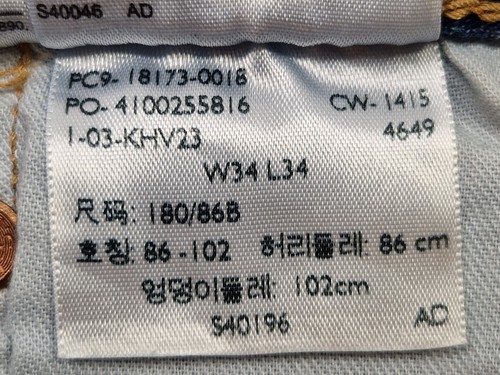 S40046 AD
890,
PC9- 18173-0018
PO- 4100255816 CW- 1415
1-03-KHV23 4649
W34 L34
尺码: 180/86B
호칭: 86 -102 허리둘레: 86 cm
엉덩이둘레: 102cm
S40196 AD